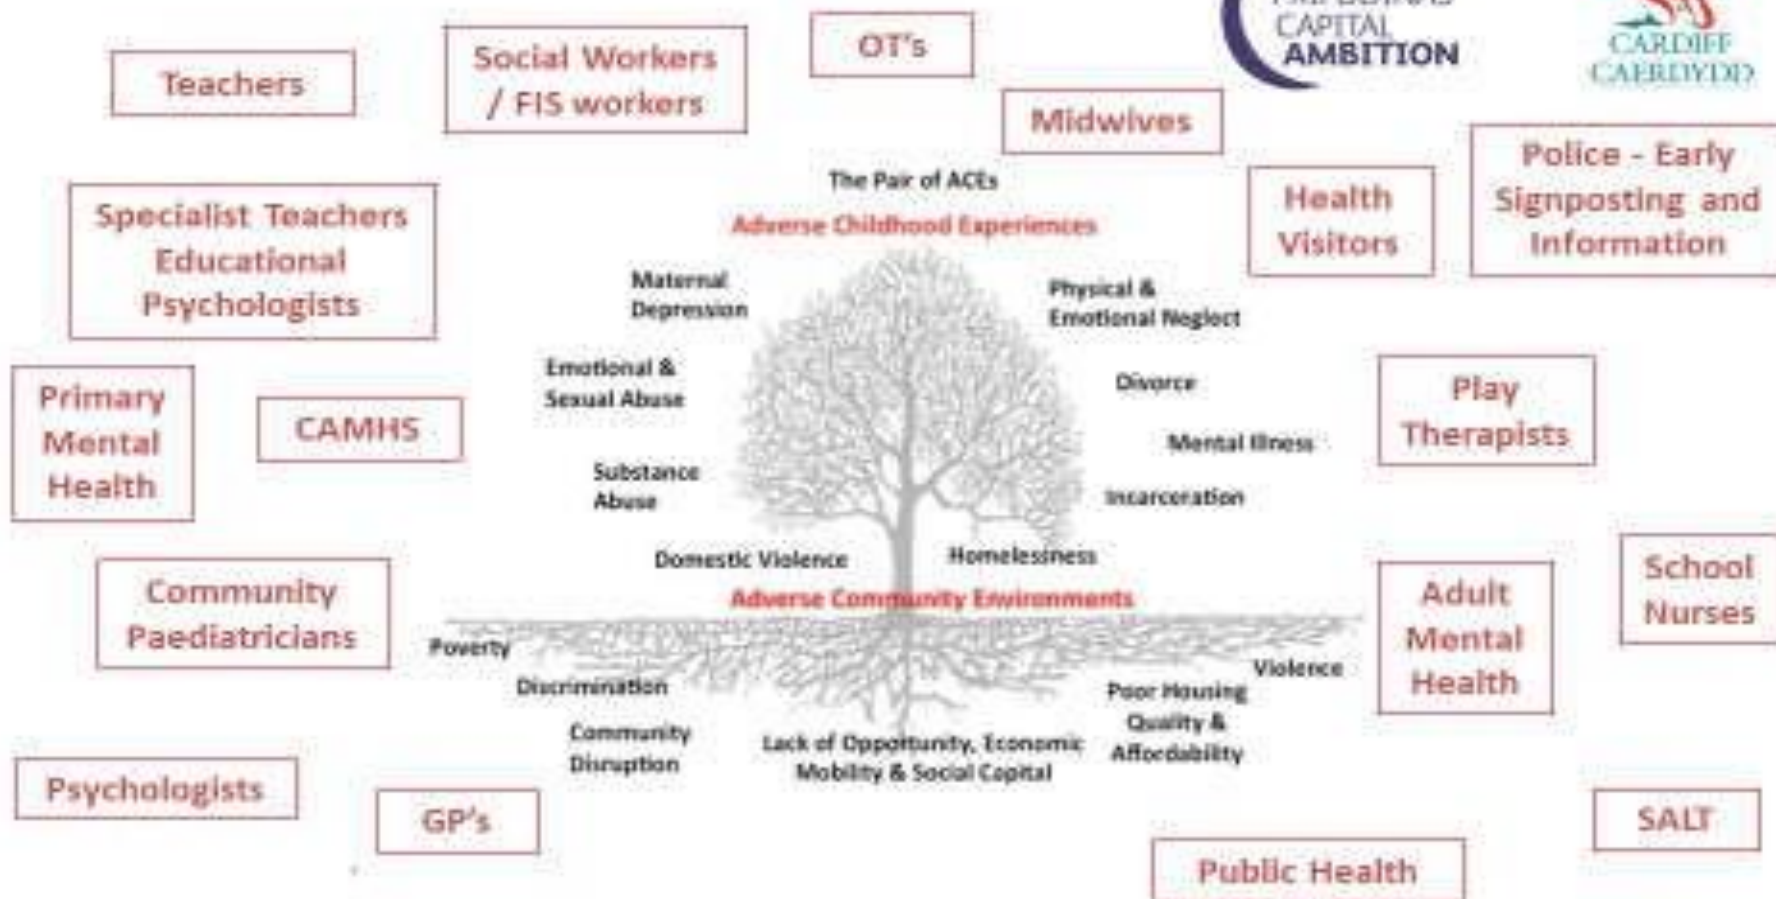 CAPITAL
AMBITION
CARDIFF
CAERDYDD
Teachers
Social Workers
/ FIS workers
OT's
Midwives
Health
Visitors
Police - Early
Signposting and
Information
Specialist Teachers
Educational
Psychologists
The Pair of ACEs
Adverse Childhood Experiences
Maternal
Depression
Physical &
Emotional Neglect
Emotional &
Sexual Abuse
Divorce
Mental Illness
Substance
Abuse
Incarceration
Domestic Violence
Homelessness
Primary
Mental
Health
CAMHS
Play
Therapists
Adverse Community Environments
Community
Paediatricians
Adult
Mental
Health
School
Nurses
Poverty
Discrimination
Community
Disruption
Lack of Opportunity, Economic
Mobility & Social Capital
Poor Housing
Quality &
Affordability
Violence
Psychologists
GP's
SALT
Public Health